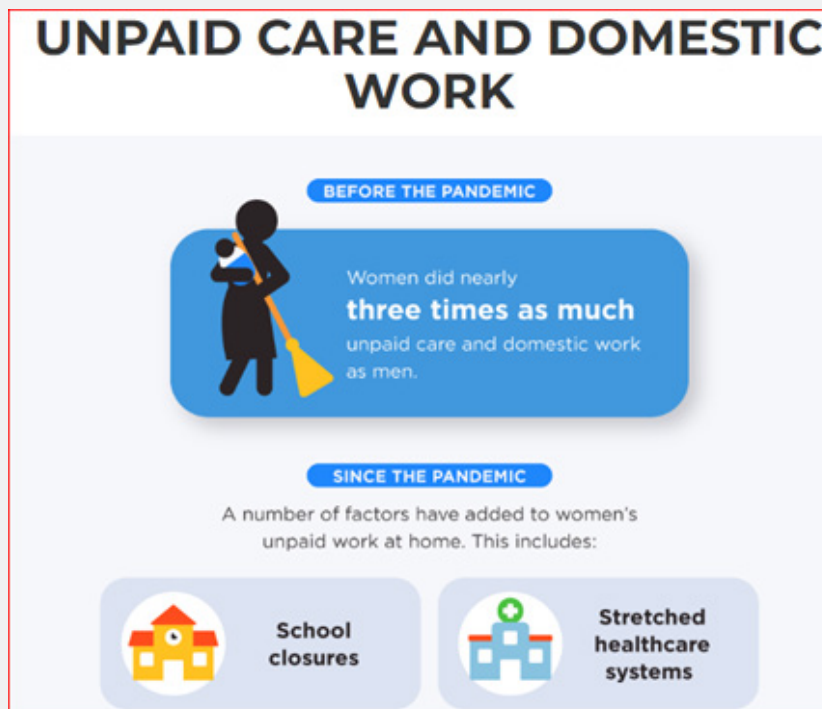 UNPAID CARE AND DOMESTIC
WORK
BEFORE THE PANDEMIC
Women did nearly
three times as much
unpaid care and domestic work
as men.
SINCE THE PANDEMIC
A number of factors have added to women's
unpaid work at home. This includes:
School
closures
Stretched
healthcare
systems